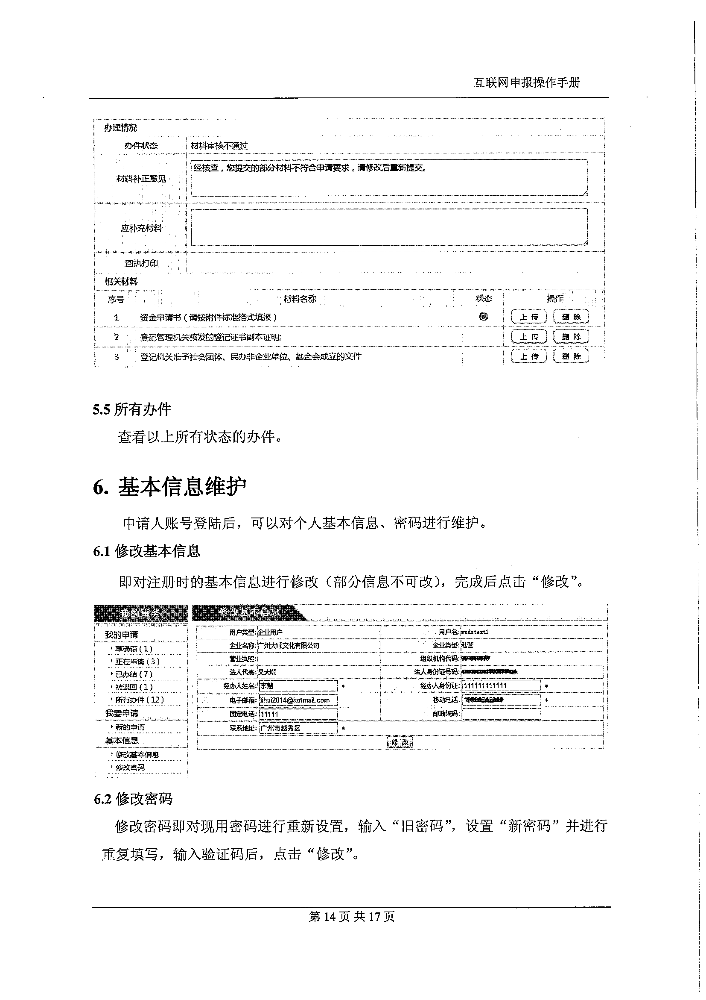 互联网申报操作手册
办理情况
办件状态 材料审核不通过
材料补正意见 经核查，您提交的部分材料不符合申请要求，请修改后重新提交。
应补充材料
回执打印
相关材料
序号 材料名称 状态 操作
1 资金申请书（请按附件标准格式填报） 上传 删除
2 登记管理机关核发的登记证书副本证明; 上传 删除
3 登记机关准予社会团体、民办非企业单位、基金会成立的文件 上传 删除
5.5 所有办件
查看以上所有状态的办件。
6. 基本信息维护
申请人账号登陆后，可以对个人基本信息、密码进行维护。
6.1 修改基本信息
即对注册时的基本信息进行修改（部分信息不可改），完成后点击“修改”。
我的事务
我的申请
草稿箱(1)
正在申请(3)
已办结(7)
被退回(1)
所有办件(12)
我要申请
新的申请
基本信息
修改基本信息
修改密码
修改基本信息
用户类型: 企业用户 用户名:
企业名称: 广州大顺文化有限公司 企业类型: 私营
营业执照: 组织机构代码:
法人代表: 吴大顺 法人身份证号码:
经办人姓名: 李慧 * 经办人身份证: 111111111111 *
电子邮箱: lihui2014@hotmail.com 移动电话: *
固定电话: 11111 邮政编码:
联系地址: 广州市越秀区 *
修改
6.2 修改密码
修改密码即对现用密码进行重新设置，输入“旧密码”，设置“新密码”并进行
重复填写，输入验证码后，点击“修改”。
第 14 页 共 17 页